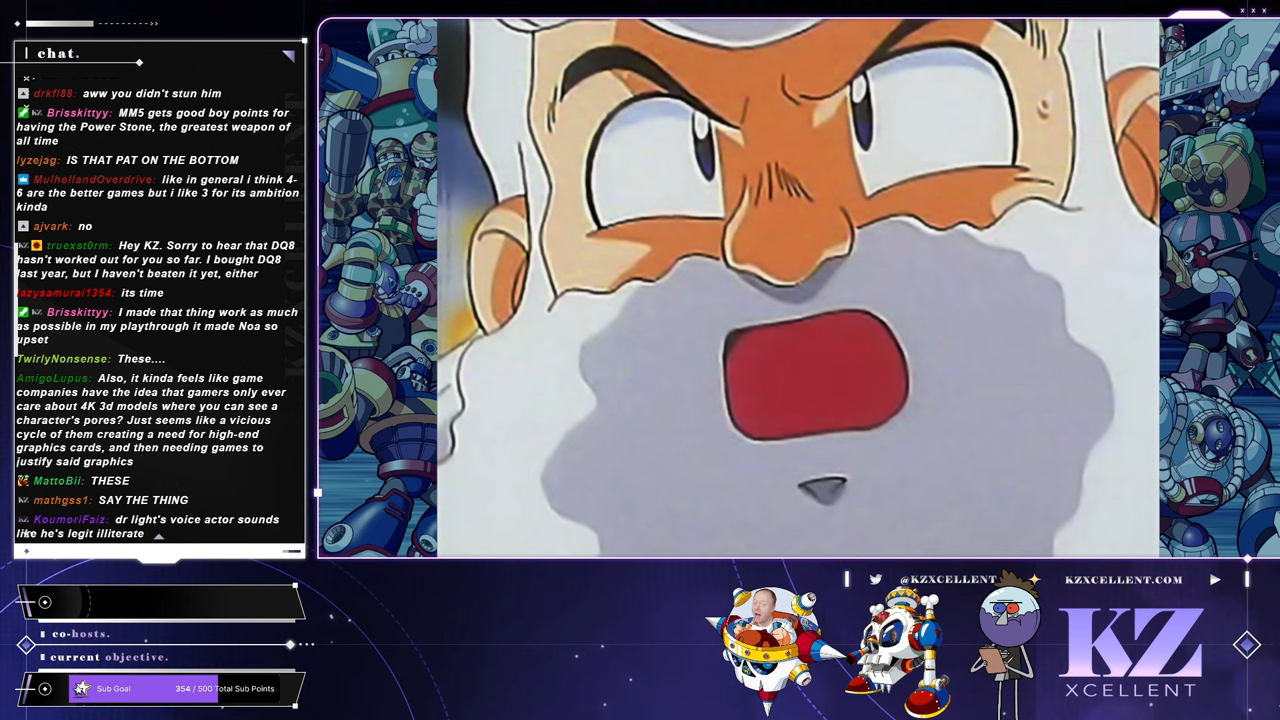 chat.
drkfl88: aww you didn't stun him
Brisskittyy: MM5 gets good boy points for
having the Power Stone, the greatest weapon of
all time
lyzejag: IS THAT PAT ON THE BOTTOM
MulhollandOverdrive: like in general i think 4-
6 are the better games but i like 3 for its ambition
kinda
ajvark: no
truexst0rm: Hey KZ. Sorry to hear that DQ8
hasn't worked out for you so far. I bought DQ8
last year, but I haven't beaten it yet, either
lazysamurai1354: its time
Brisskittyy: I made that thing work as much
as possible in my playthrough it made Noa so
upset
TwirlyNonsense: These....
AmigoLupus: Also, it kinda feels like game
companies have the idea that gamers only ever
care about 4K 3d models where you can see a
character's pores? Just seems like a vicious
cycle of them creating a need for high-end
graphics cards, and then needing games to
justify said graphics
MattoBii: THESE
mathgss1: SAY THE THING
KoumoriFaiz: dr light's voice actor sounds
like he's legit illiterate
co-hosts.
current objective.
Sub Goal 354 / 500 Total Sub Points
@KZXCELLENT
KZXCELLENT.COM
KZ
XCELLENT